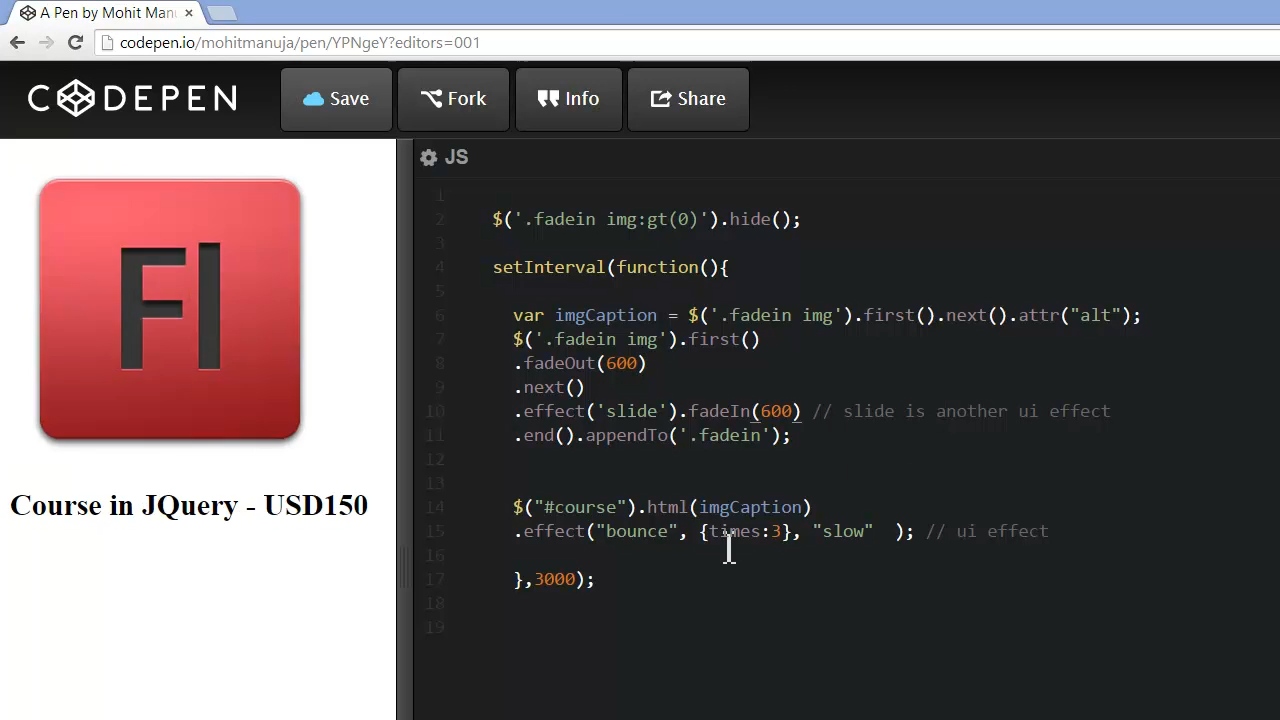 A Pen by Mohit Manu
codepen.io/mohitmanuja/pen/YPNgeY?editors=001
CODEPEN
Save
Fork
Info
Share
Fl
Course in JQuery - USD150
JS
1
2 $('.fadein img:gt(0)').hide();
3
4 setInterval(function(){
5
6 var imgCaption = $('.fadein img').first().next().attr("alt");
7 $('.fadein img').first()
8 .fadeOut(600)
9 .next()
10 .effect('slide').fadeIn(600) // slide is another ui effect
11 .end().appendTo('.fadein');
12
13
14 $("#course").html(imgCaption)
15 .effect("bounce", {times:3}, "slow"  ); // ui effect
16
17 },3000);
18
19